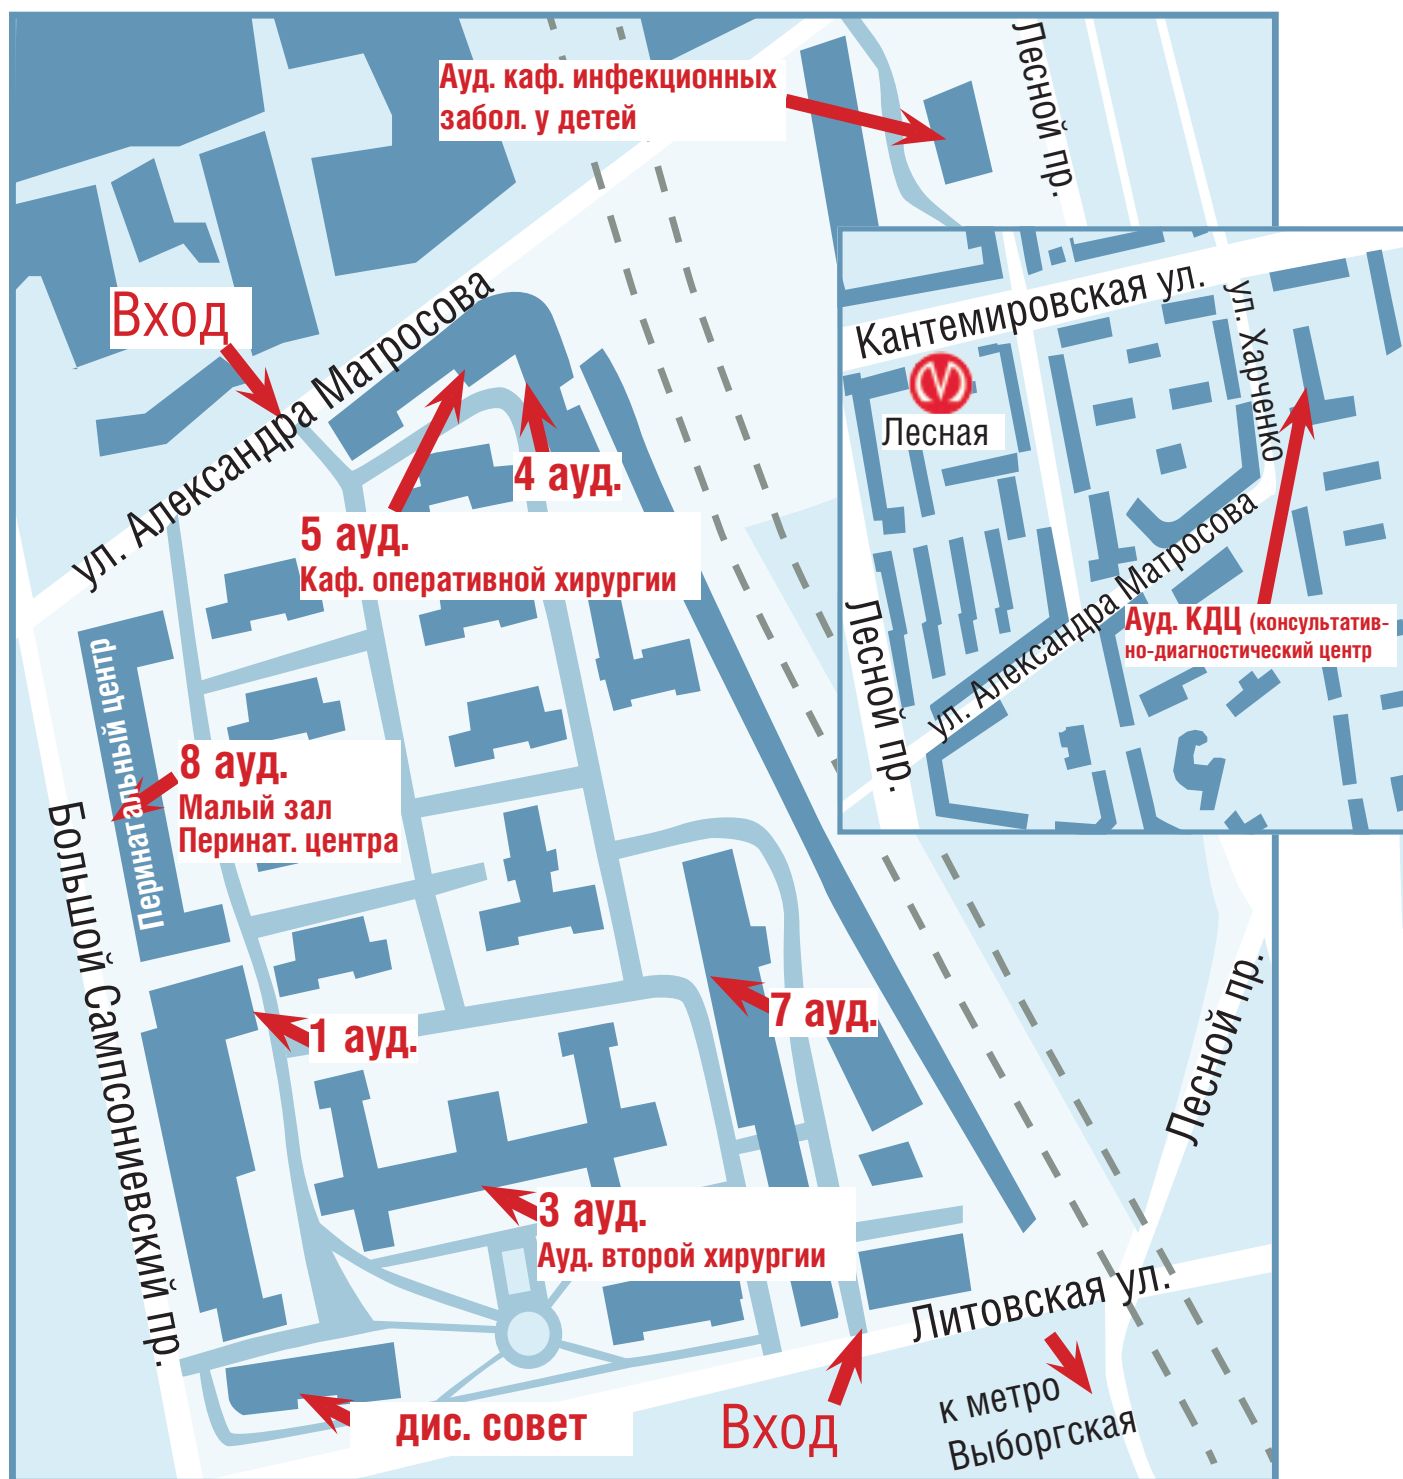 Ауд. каф. инфекционных
забол. у детей
Лесной пр.
Вход
ул. Александра Матросова
Кантемировская ул.
ул. Харченко
Лесная
4 ауд.
5 ауд.
Каф. оперативной хирургии
Лесной пр.
ул. Александра Матросова
Ауд. КДЦ (консультатив-
но-диагностический центр
Перинатальный центр
8 ауд.
Малый зал
Перинат. центра
Большой Сампсониевский пр.
1 ауд.
7 ауд.
Лесной пр.
3 ауд.
Ауд. второй хирургии
Литовская ул.
дис. совет
Вход
к метро
Выборгская